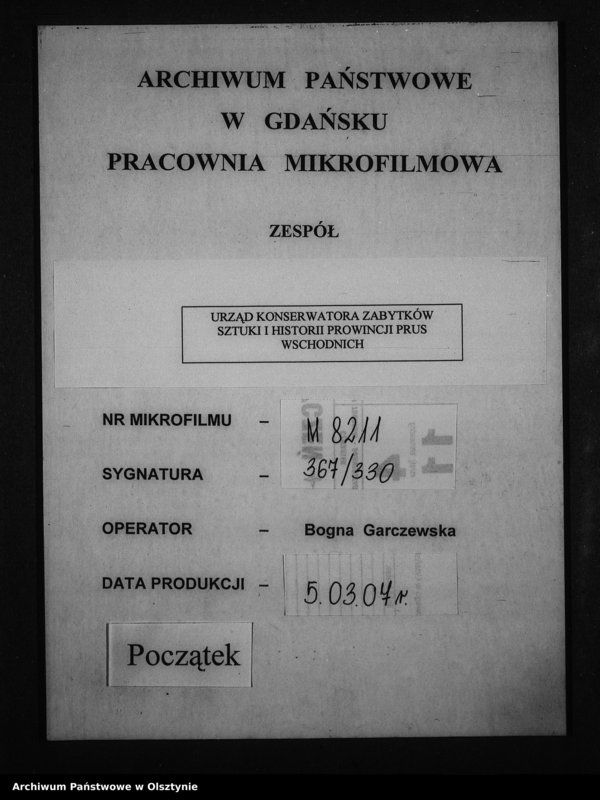 ARCHIWUM PAŃSTWOWE
W GDAŃSKU
PRACOWNIA MIKROFILMOWA
ZESPÓŁ
URZĄD KONSERWATORA ZABYTKÓW
SZTUKI I HISTORII PROWINCJI PRUS
WSCHODNICH
NR MIKROFILMU – M 8211
SYGNATURA – 367/330
OPERATOR – Bogna Garczewska
DATA PRODUKCJI – 5.03.07 r.
Początek
Archiwum Państwowe w Olsztynie